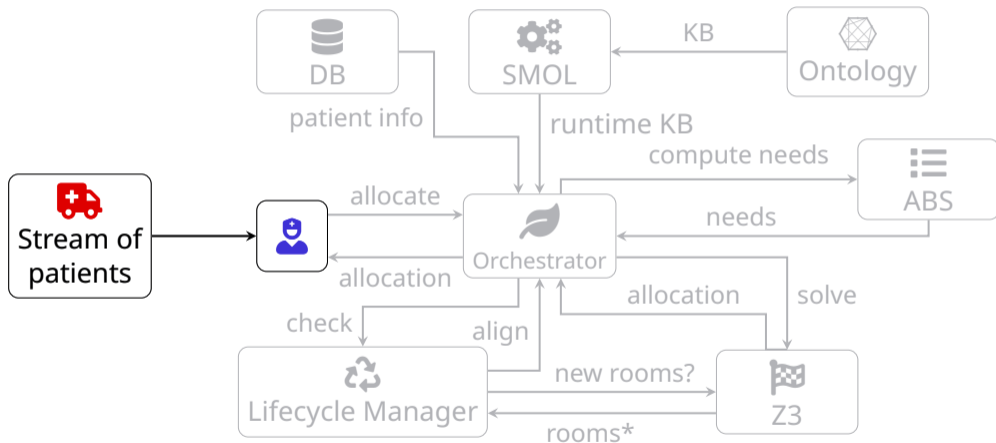 DB
SMOL
KB
Ontology
patient info
runtime KB
compute needs
ABS
Stream of
patients
allocate
needs
Orchestrator
allocation
allocation
solve
check
align
Lifecycle Manager
new rooms?
rooms*
Z3